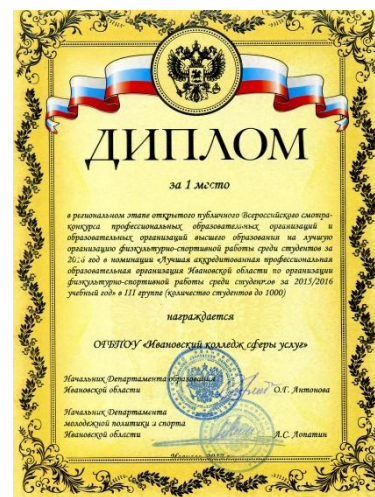 ДИПЛОМ
за 1 место
в региональном этапе открытого публичного Всероссийского смотра-
конкурса профессиональных образовательных организаций и
образовательных организаций высшего образования на лучшую
организацию физкультурно-спортивной работы среди студентов за
год в номинации «Лучшая аккредитованная профессиональная
образовательная организация Ивановской области по организации
физкультурно-спортивной работы среди студентов за 2015/2016
учебный год» в III группе (количество студентов до 1000)
награждается
ОГБПОУ «Ивановский колледж сферы услуг»
Начальник Департамента образования
Ивановской области О.Г. Антонова
Начальник Департамента
молодежной политики и спорта
Ивановской области А.С. Лопатин